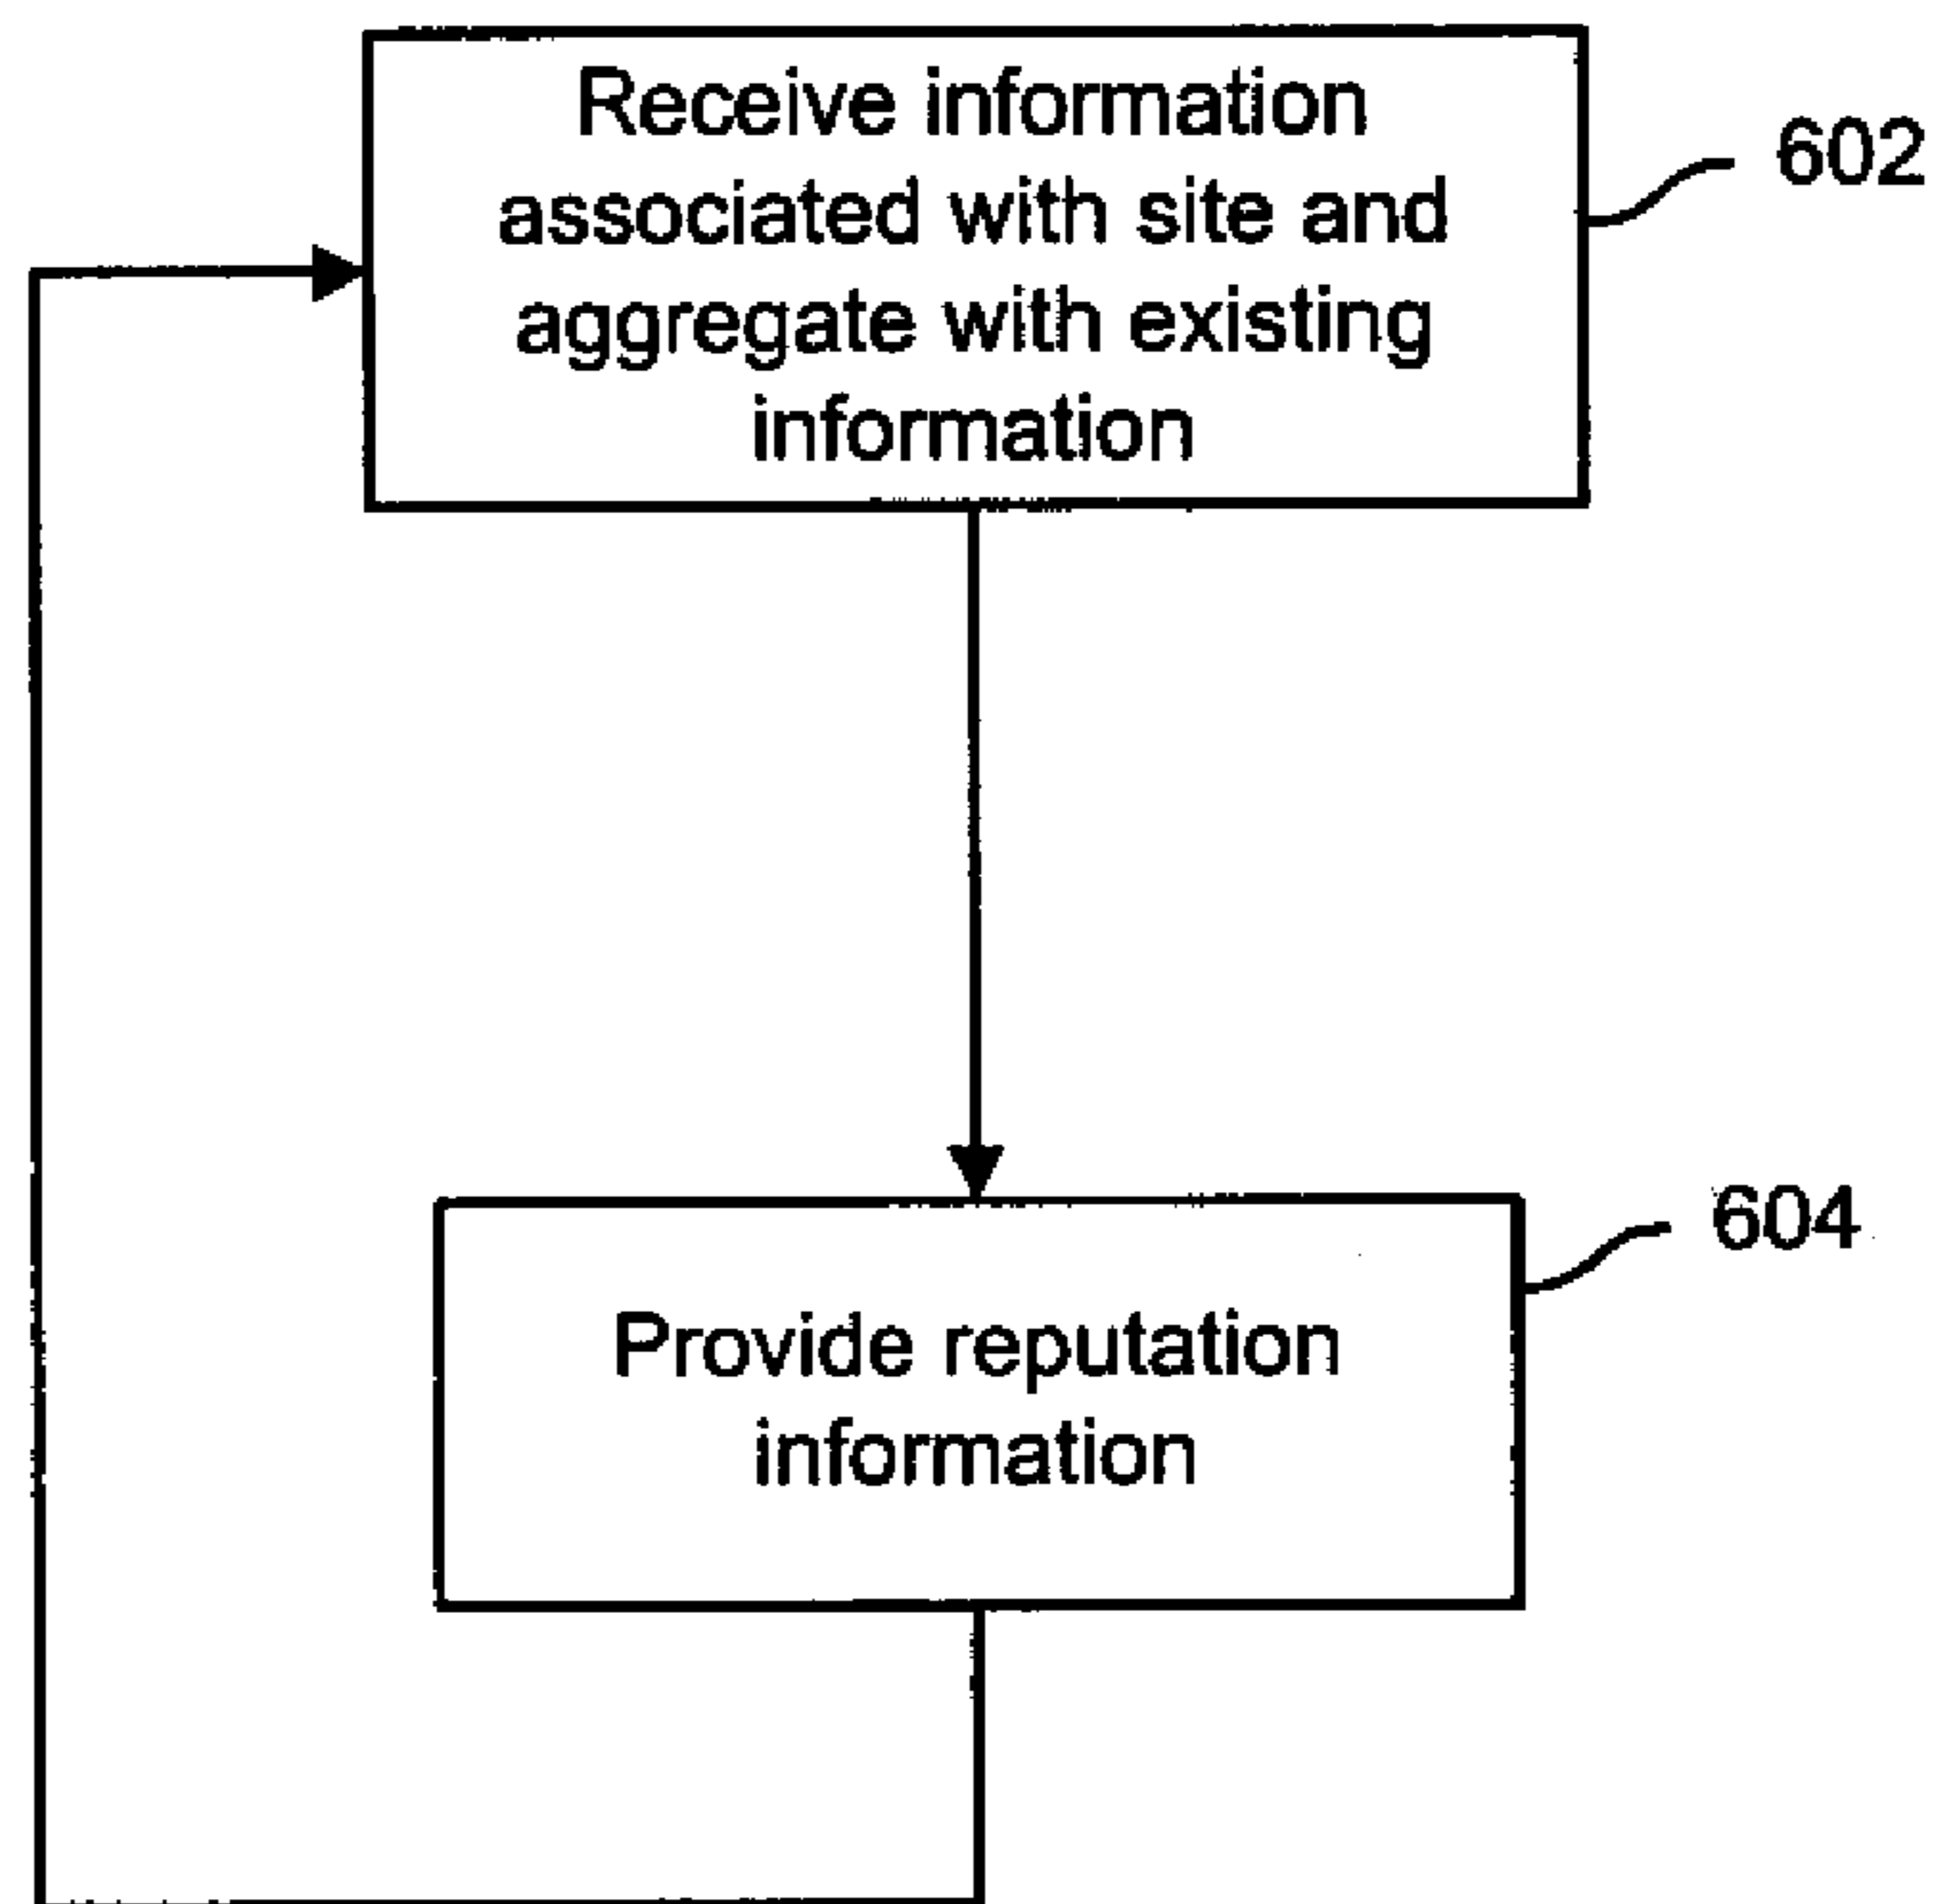 Receive information
associated with site and
aggregate with existing
information
602
604
Provide reputation
information